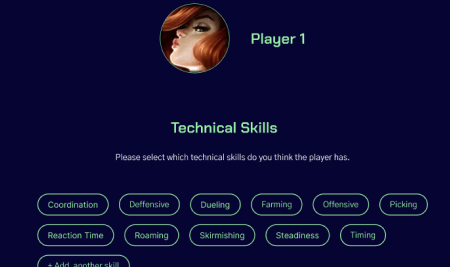 Player 1
Technical Skills
Please select which technical skills do you think the player has.
Coordination Deffensive Dueling Farming Offensive Picking
Reaction Time Roaming Skirmishing Steadiness Timing
+ Add another skill